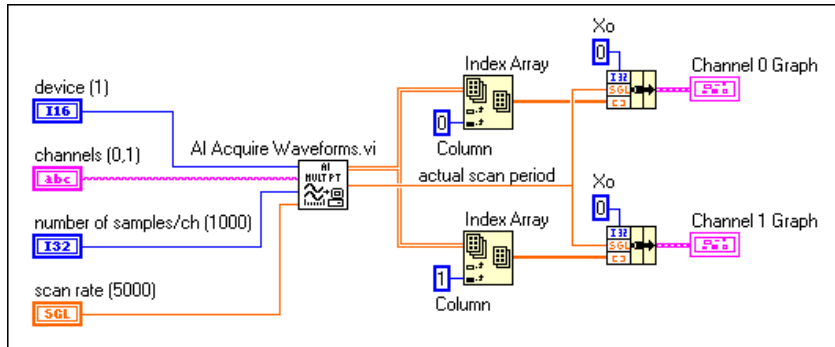 Xo
0
Index Array
I32
SGL
Channel 0 Graph
device (1)
I16
0
Column
AI Acquire Waveforms.vi
channels (0,1)
abc
AI
MULT PT
actual scan period
Xo
0
number of samples/ch (1000)
I32
Index Array
I32
SGL
Channel 1 Graph
1
Column
scan rate (5000)
SGL